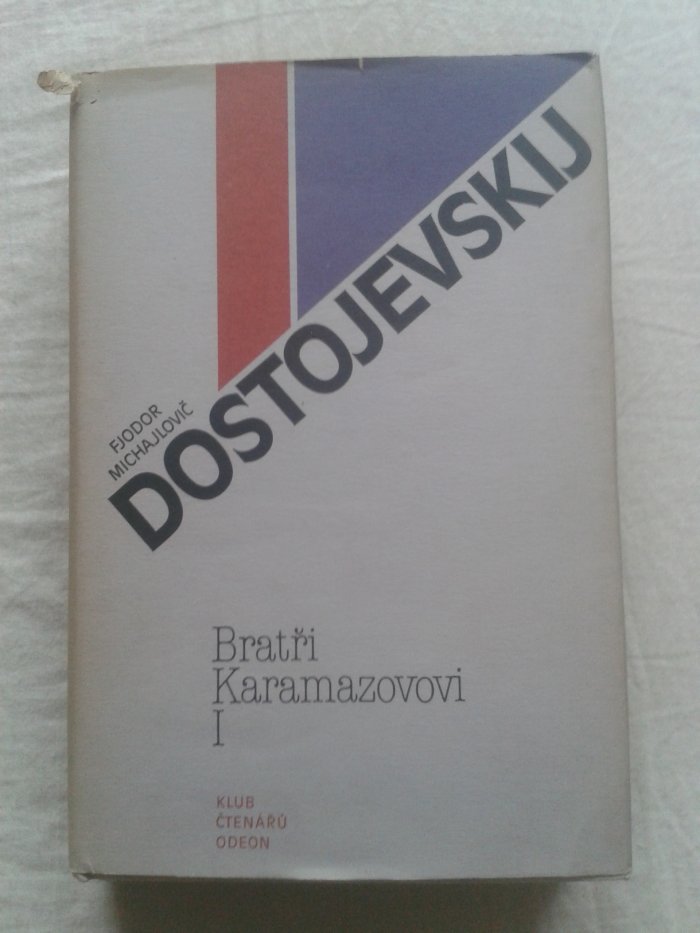 FJODOR
MICHAJLOVIČ
DOSTOJEVSKIJ
Bratři
Karamazovovi
I
KLUB
ČTENÁŘŮ
ODEON